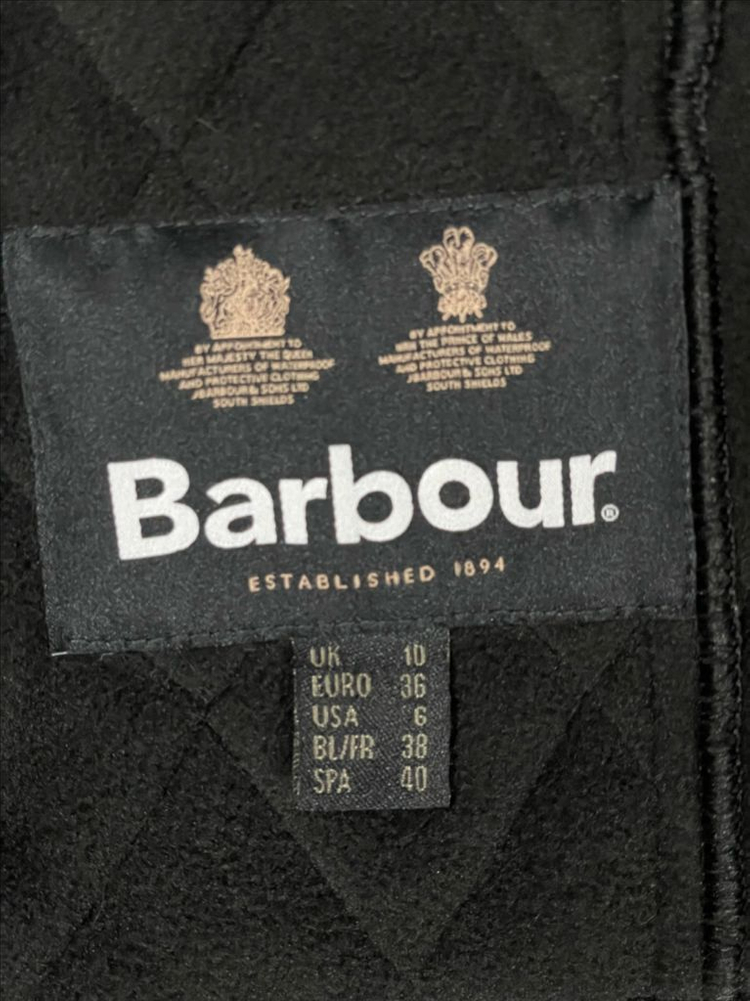 BY APPOINTMENT TO
HER MAJESTY THE QUEEN
MANUFACTURERS OF WATERPROOF
AND PROTECTIVE CLOTHING
J.BARBOUR & SONS LTD
SOUTH SHIELDS
BY APPOINTMENT TO
HRH THE PRINCE OF WALES
MANUFACTURERS OF WATERPROOF
AND PROTECTIVE CLOTHING
J.BARBOUR & SONS LTD
SOUTH SHIELDS
Barbour®
ESTABLISHED 1894
UK 10
EURO 36
USA 6
BL/FR 38
SPA 40